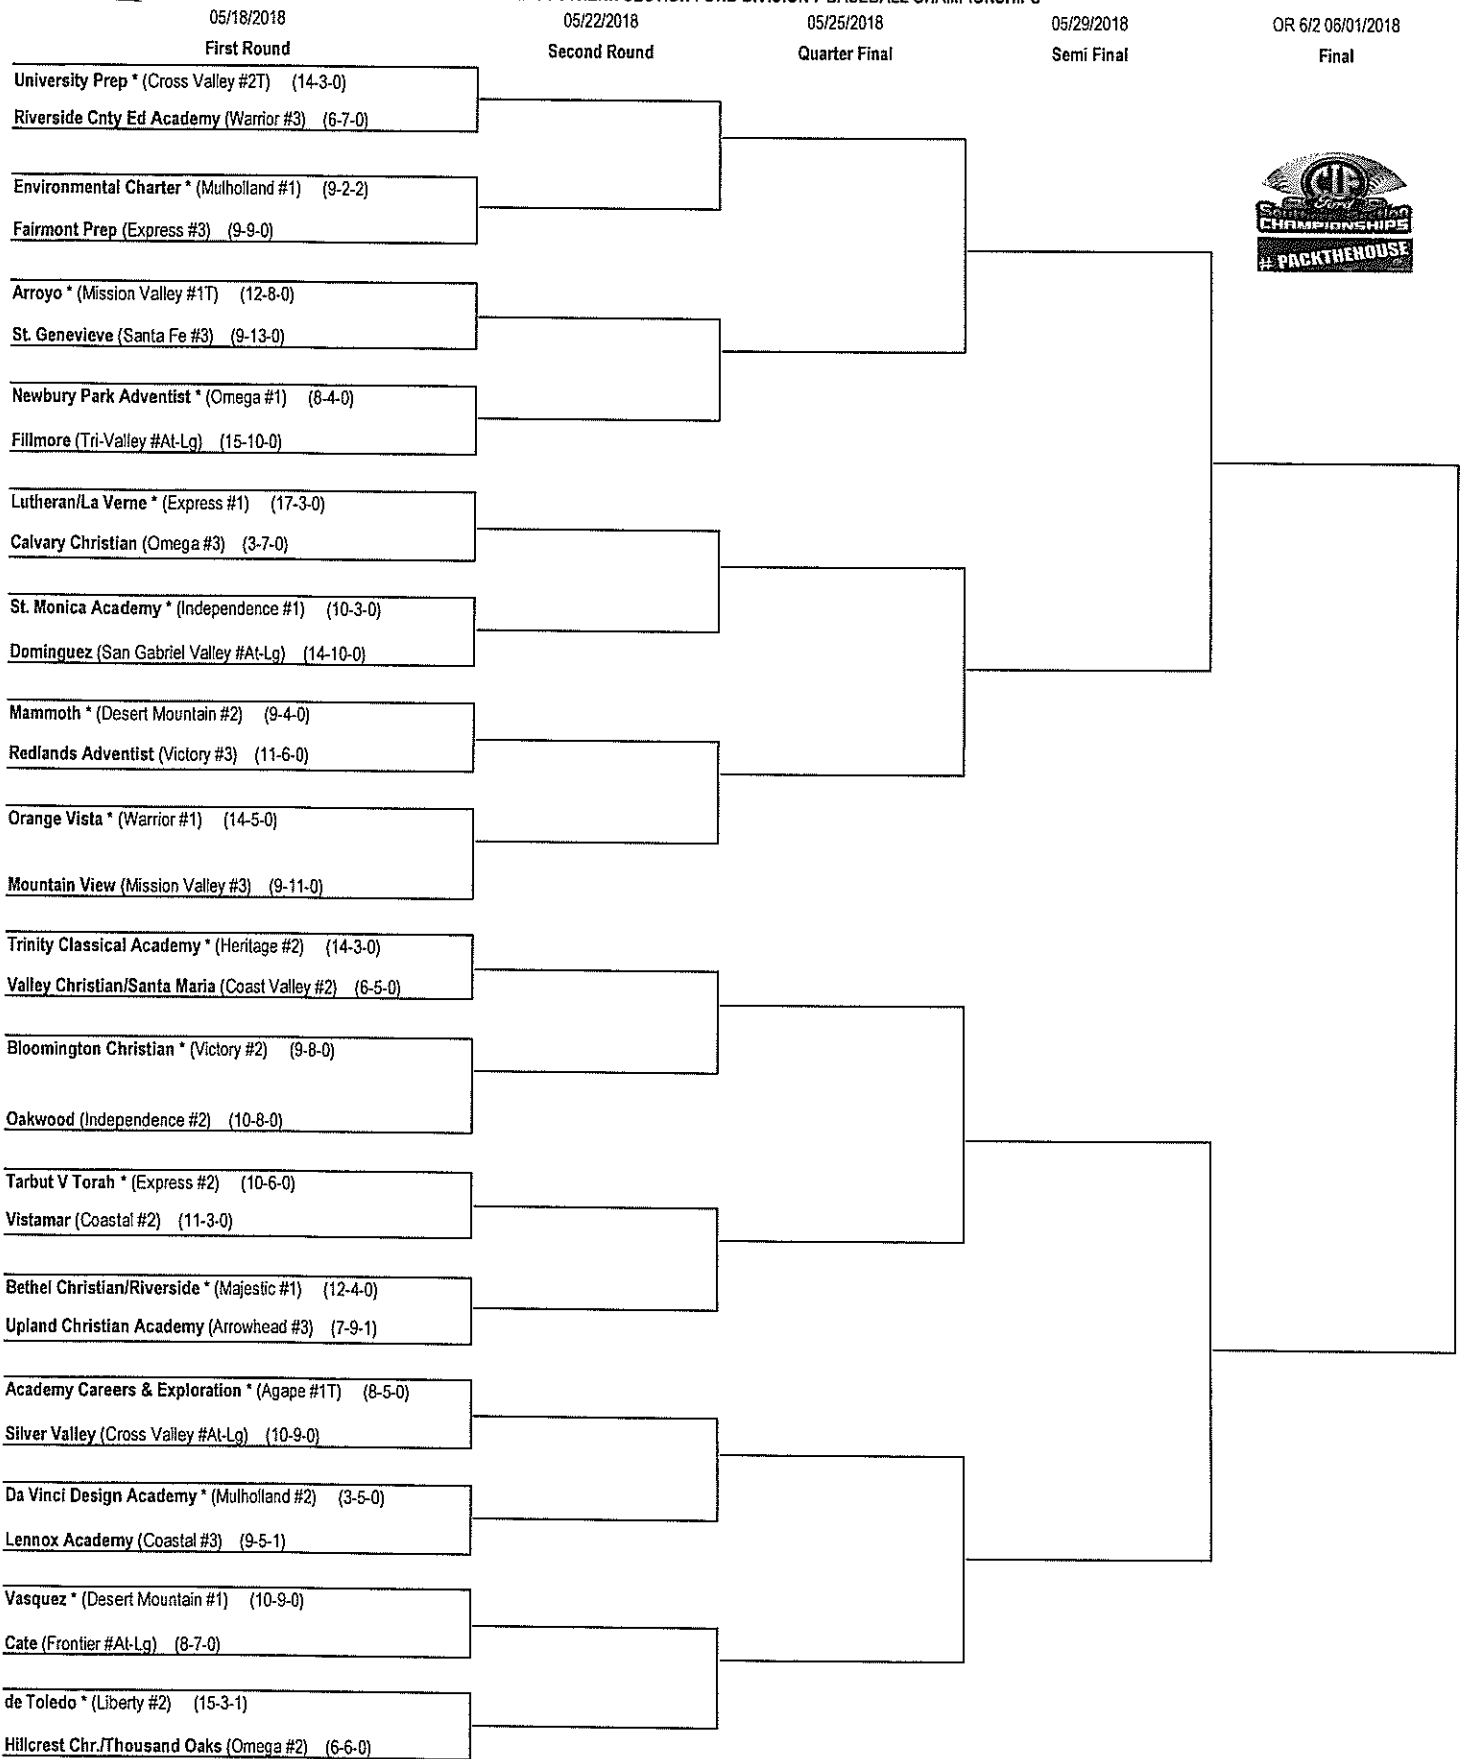 05/18/2018 05/22/2018 05/25/2018 05/29/2018 OR 6/2 06/01/2018
First Round Second Round Quarter Final Semi Final Final
University Prep * (Cross Valley #2T) (14-3-0)
Riverside Cnty Ed Academy (Warrior #3) (6-7-0)
Environmental Charter * (Mulholland #1) (9-2-2)
Fairmont Prep (Express #3) (9-9-0)
CHAMPIONSHIPS
# PACKTHEHOUSE
Arroyo * (Mission Valley #1T) (12-8-0)
St. Genevieve (Santa Fe #3) (9-13-0)
Newbury Park Adventist * (Omega #1) (8-4-0)
Fillmore (Tri-Valley #At-Lg) (15-10-0)
Lutheran/La Verne * (Express #1) (17-3-0)
Calvary Christian (Omega #3) (3-7-0)
St. Monica Academy * (Independence #1) (10-3-0)
Dominguez (San Gabriel Valley #At-Lg) (14-10-0)
Mammoth * (Desert Mountain #2) (9-4-0)
Redlands Adventist (Victory #3) (11-6-0)
Orange Vista * (Warrior #1) (14-5-0)
Mountain View (Mission Valley #3) (9-11-0)
Trinity Classical Academy * (Heritage #2) (14-3-0)
Valley Christian/Santa Maria (Coast Valley #2) (6-5-0)
Bloomington Christian * (Victory #2) (9-8-0)
Oakwood (Independence #2) (10-8-0)
Tarbut V Torah * (Express #2) (10-6-0)
Vistamar (Coastal #2) (11-3-0)
Bethel Christian/Riverside * (Majestic #1) (12-4-0)
Upland Christian Academy (Arrowhead #3) (7-9-1)
Academy Careers & Exploration * (Agape #1T) (8-5-0)
Silver Valley (Cross Valley #At-Lg) (10-9-0)
Da Vinci Design Academy * (Mulholland #2) (3-5-0)
Lennox Academy (Coastal #3) (9-5-1)
Vasquez * (Desert Mountain #1) (10-9-0)
Cate (Frontier #At-Lg) (8-7-0)
de Toledo * (Liberty #2) (15-3-1)
Hillcrest Chr./Thousand Oaks (Omega #2) (6-6-0)